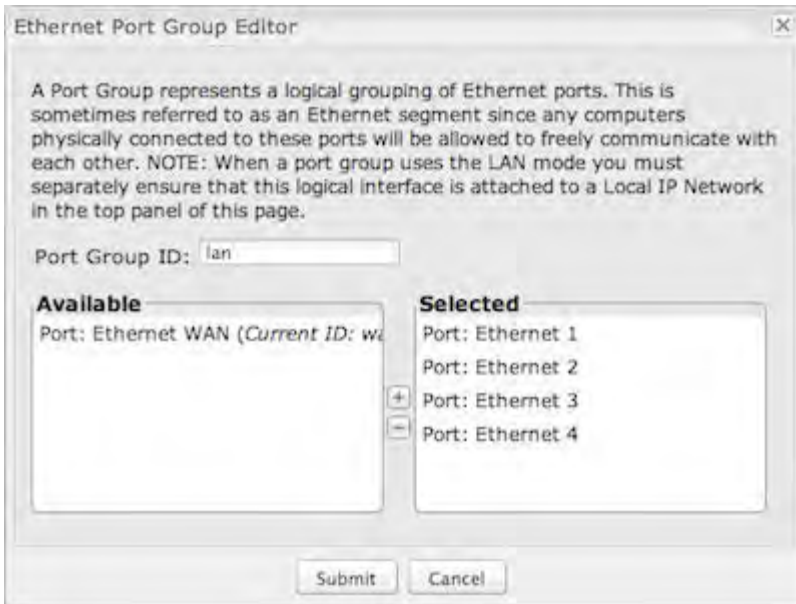 Ethernet Port Group Editor
A Port Group represents a logical grouping of Ethernet ports. This is
sometimes referred to as an Ethernet segment since any computers
physically connected to these ports will be allowed to freely communicate with
each other. NOTE: When a port group uses the LAN mode you must
separately ensure that this logical interface is attached to a Local IP Network
in the top panel of this page.
Port Group ID: lan
Available
Port: Ethernet WAN (Current ID: wa
Selected
Port: Ethernet 1
Port: Ethernet 2
Port: Ethernet 3
Port: Ethernet 4
+
−
Submit
Cancel